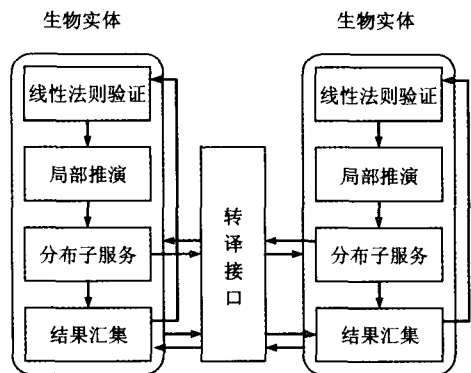 生物实体
生物实体
线性法则验证
局部推演
分布子服务
结果汇集
转译接口
线性法则验证
局部推演
分布子服务
结果汇集